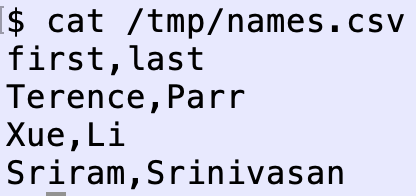 $ cat /tmp/names.csv
first,last
Terence,Parr
Xue,Li
Sriram,Srinivasan